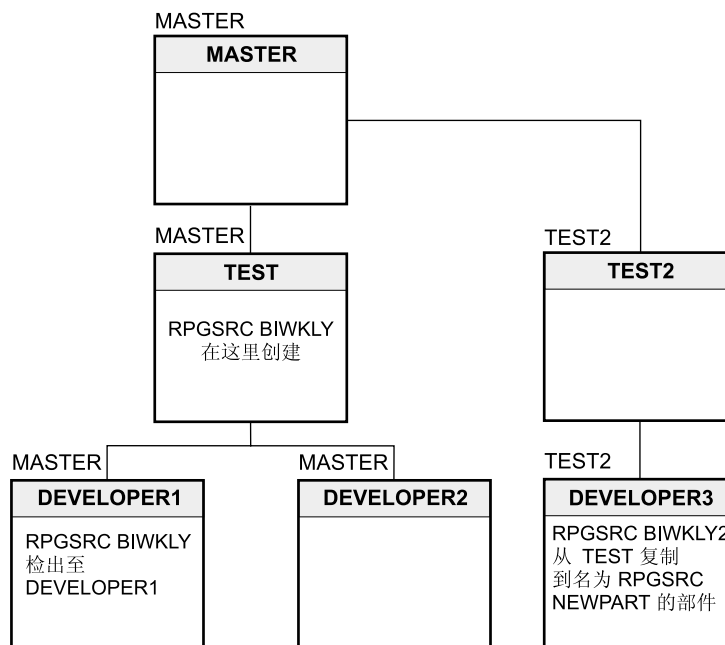 MASTER
MASTER
MASTER
TEST
RPGSRC BIWKLY
在这里创建
TEST2
TEST2
MASTER
DEVELOPER1
RPGSRC BIWKLY
检出至
DEVELOPER1
MASTER
DEVELOPER2
TEST2
DEVELOPER3
RPGSRC BIWKLY2
从 TEST 复制
到名为 RPGSRC
NEWPART 的部件